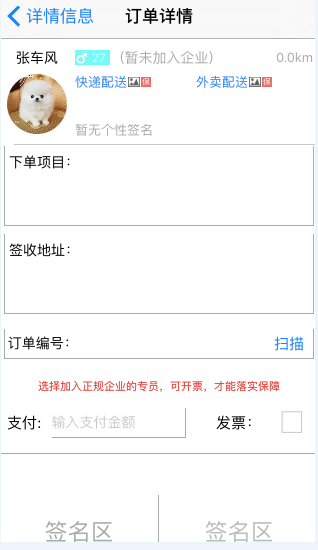 详情信息 订单详情
张车风 ♂ 27 (暂未加入企业) 0.0km
快递配送 保 外卖配送 保
暂无个性签名
下单项目:
签收地址:
订单编号: 扫描
选择加入正规企业的专员，可开票，才能落实保障
支付: 输入支付金额 发票:
签名区 签名区